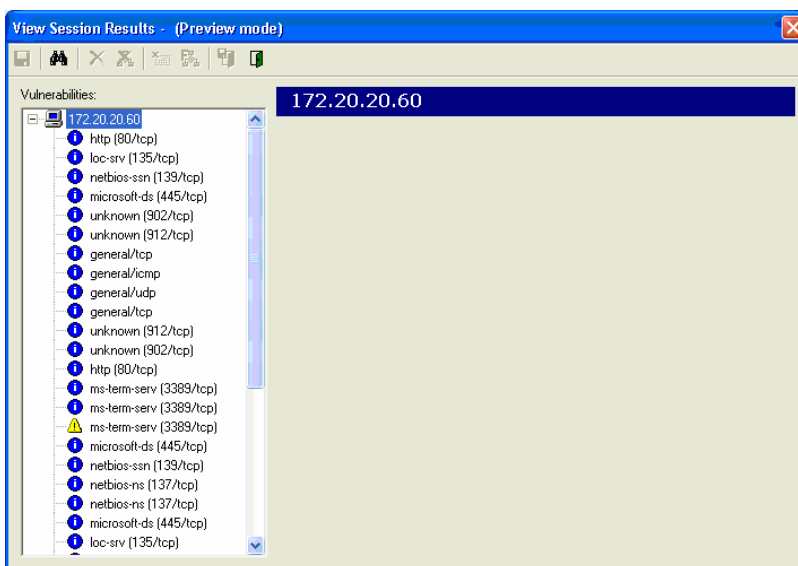 View Session Results - (Preview mode)
Vulnerabilities:
172.20.20.60
172.20.20.60
http (80/tcp)
loc-srv (135/tcp)
netbios-ssn (139/tcp)
microsoft-ds (445/tcp)
unknown (902/tcp)
unknown (912/tcp)
general/tcp
general/icmp
general/udp
general/tcp
unknown (912/tcp)
unknown (902/tcp)
http (80/tcp)
ms-term-serv (3389/tcp)
ms-term-serv (3389/tcp)
ms-term-serv (3389/tcp)
microsoft-ds (445/tcp)
netbios-ssn (139/tcp)
netbios-ns (137/tcp)
netbios-ns (137/tcp)
microsoft-ds (445/tcp)
loc-srv (135/tcp)